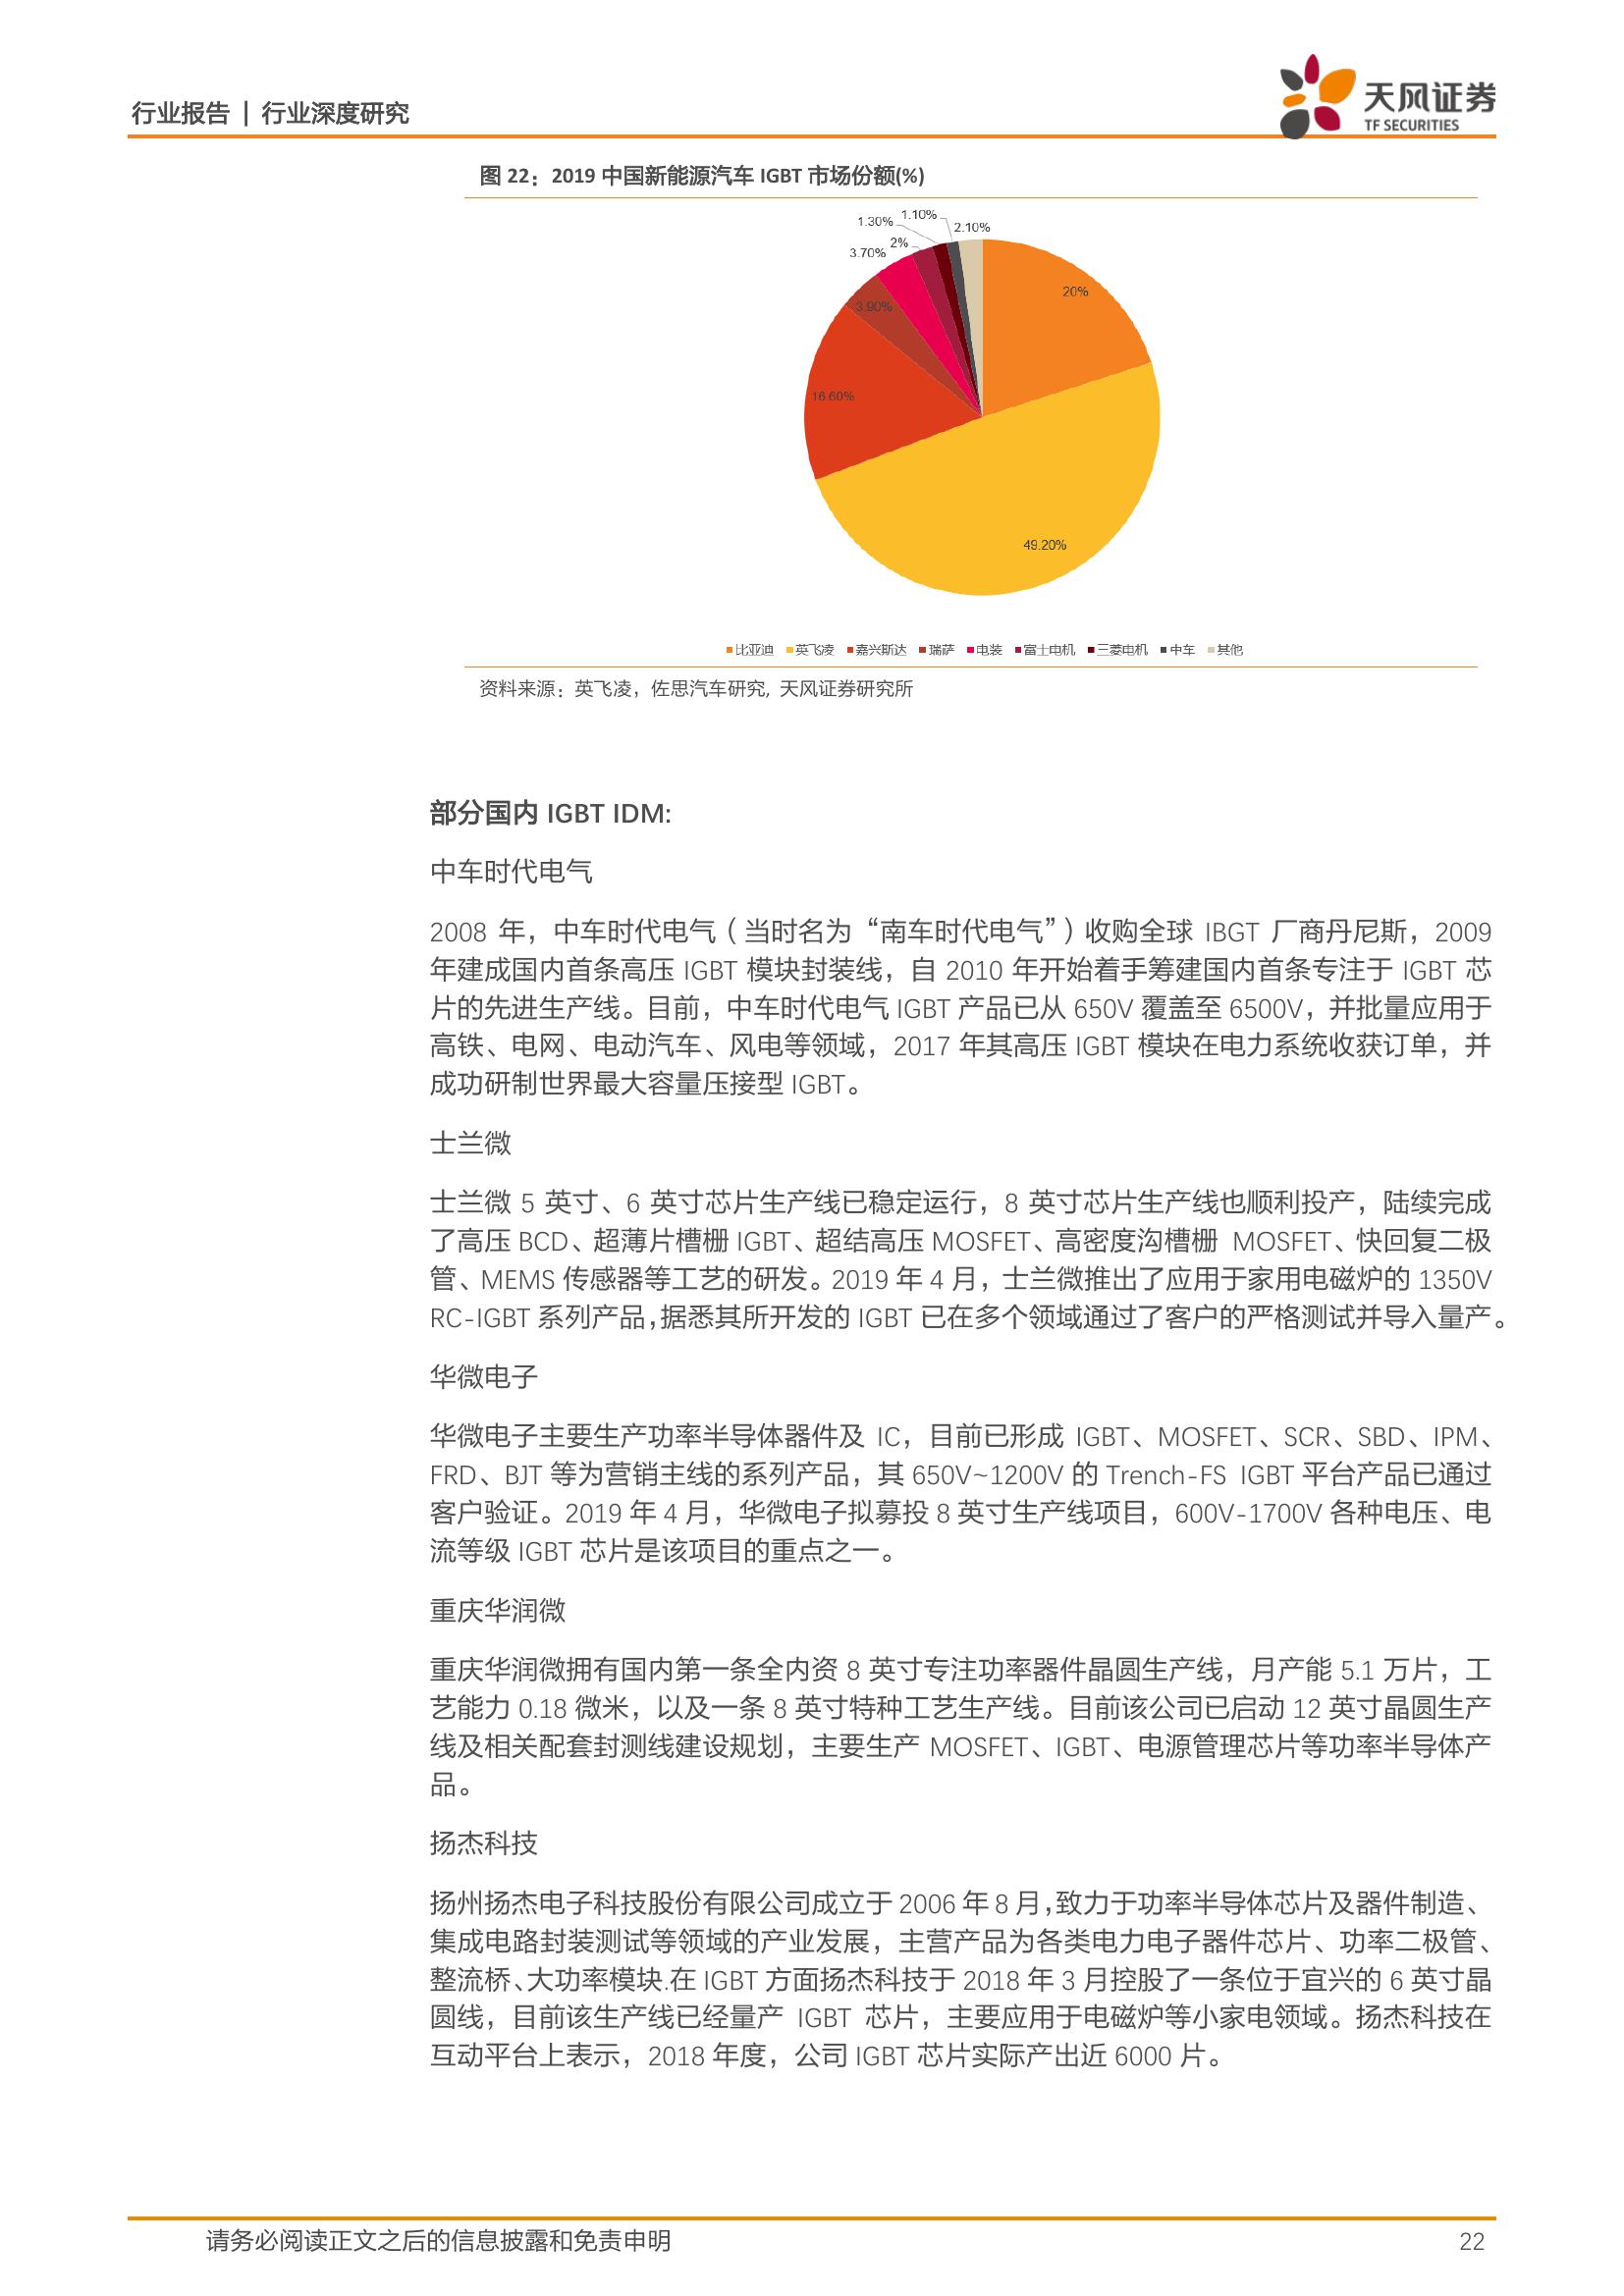 行业报告 | 行业深度研究
天风证券
TF SECURITIES
图 22：2019 中国新能源汽车 IGBT 市场份额(%)
1.30%
1.10%
2.10%
3.70%
2%
3.90%
20%
16.60%
49.20%
比亚迪 英飞凌 嘉兴斯达 瑞萨 电装 富士电机 三菱电机 中车 其他
资料来源：英飞凌，佐思汽车研究, 天风证券研究所
部分国内 IGBT IDM:
中车时代电气
2008 年，中车时代电气（当时名为 “南车时代电气”）收购全球 IBGT 厂商丹尼斯，2009
年建成国内首条高压 IGBT 模块封装线，自 2010 年开始着手筹建国内首条专注于 IGBT 芯
片的先进生产线。目前，中车时代电气 IGBT 产品已从 650V 覆盖至 6500V，并批量应用于
高铁、电网、电动汽车、风电等领域，2017 年其高压 IGBT 模块在电力系统收获订单，并
成功研制世界最大容量压接型 IGBT。
士兰微
士兰微 5 英寸、6 英寸芯片生产线已稳定运行，8 英寸芯片生产线也顺利投产，陆续完成
了高压 BCD、超薄片槽栅 IGBT、超结高压 MOSFET、高密度沟槽栅 MOSFET、快回复二极
管、MEMS 传感器等工艺的研发。2019 年 4 月，士兰微推出了应用于家用电磁炉的 1350V
RC-IGBT 系列产品，据悉其所开发的 IGBT 已在多个领域通过了客户的严格测试并导入量产。
华微电子
华微电子主要生产功率半导体器件及 IC，目前已形成 IGBT、MOSFET、SCR、SBD、IPM、
FRD、BJT 等为营销主线的系列产品，其 650V~1200V 的 Trench-FS IGBT 平台产品已通过
客户验证。2019 年 4 月，华微电子拟募投 8 英寸生产线项目，600V-1700V 各种电压、电
流等级 IGBT 芯片是该项目的重点之一。
重庆华润微
重庆华润微拥有国内第一条全内资 8 英寸专注功率器件晶圆生产线，月产能 5.1 万片，工
艺能力 0.18 微米，以及一条 8 英寸特种工艺生产线。目前该公司已启动 12 英寸晶圆生产
线及相关配套封测线建设规划，主要生产 MOSFET、IGBT、电源管理芯片等功率半导体产
品。
扬杰科技
扬州扬杰电子科技股份有限公司成立于 2006 年 8 月，致力于功率半导体芯片及器件制造、
集成电路封装测试等领域的产业发展，主营产品为各类电力电子器件芯片、功率二极管、
整流桥、大功率模块.在 IGBT 方面扬杰科技于 2018 年 3 月控股了一条位于宜兴的 6 英寸晶
圆线，目前该生产线已经量产 IGBT 芯片，主要应用于电磁炉等小家电领域。扬杰科技在
互动平台上表示，2018 年度，公司 IGBT 芯片实际产出近 6000 片。
请务必阅读正文之后的信息披露和免责申明
22